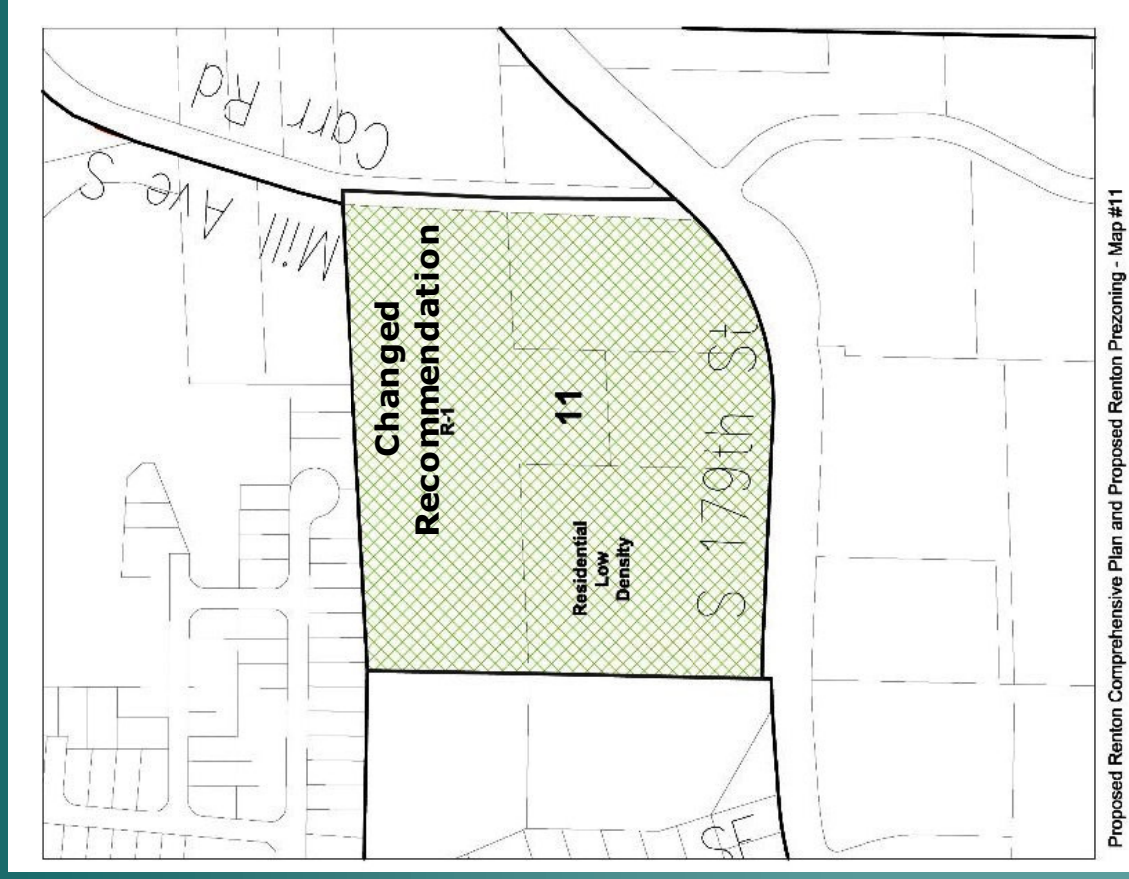 Carr Rd
Mill Ave S
Changed
Recommendation
R-1
11
Residential
Low
Density
S 179th St
SE
Proposed Renton Comprehensive Plan and Proposed Renton Prezoning - Map #11